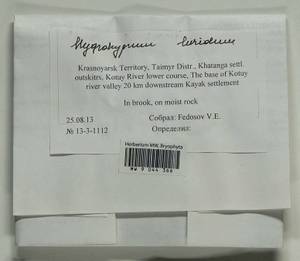 Hygrohypnum luridum
Krasnoyarsk Territory, Taimyr Distr., Khatanga settl.
outskitrs, Kotuy River lower course, The base of Kotuy
river valley 20 km downstream Kayak settlement
In brook, on moist rock
25.08.13 Собрал: Fedosov V.E.
№ 13-3-1112 Определил:
Herbarium MW, Bryophyta
MW 9 044 366